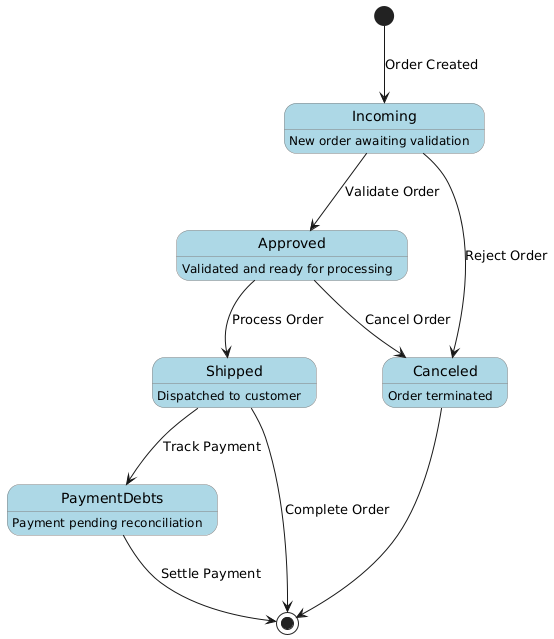 Order Created
Incoming
New order awaiting validation
Validate Order
Approved
Validated and ready for processing
Reject Order
Process Order
Cancel Order
Shipped
Dispatched to customer
Canceled
Order terminated
Track Payment
PaymentDebts
Payment pending reconciliation
Complete Order
Settle Payment